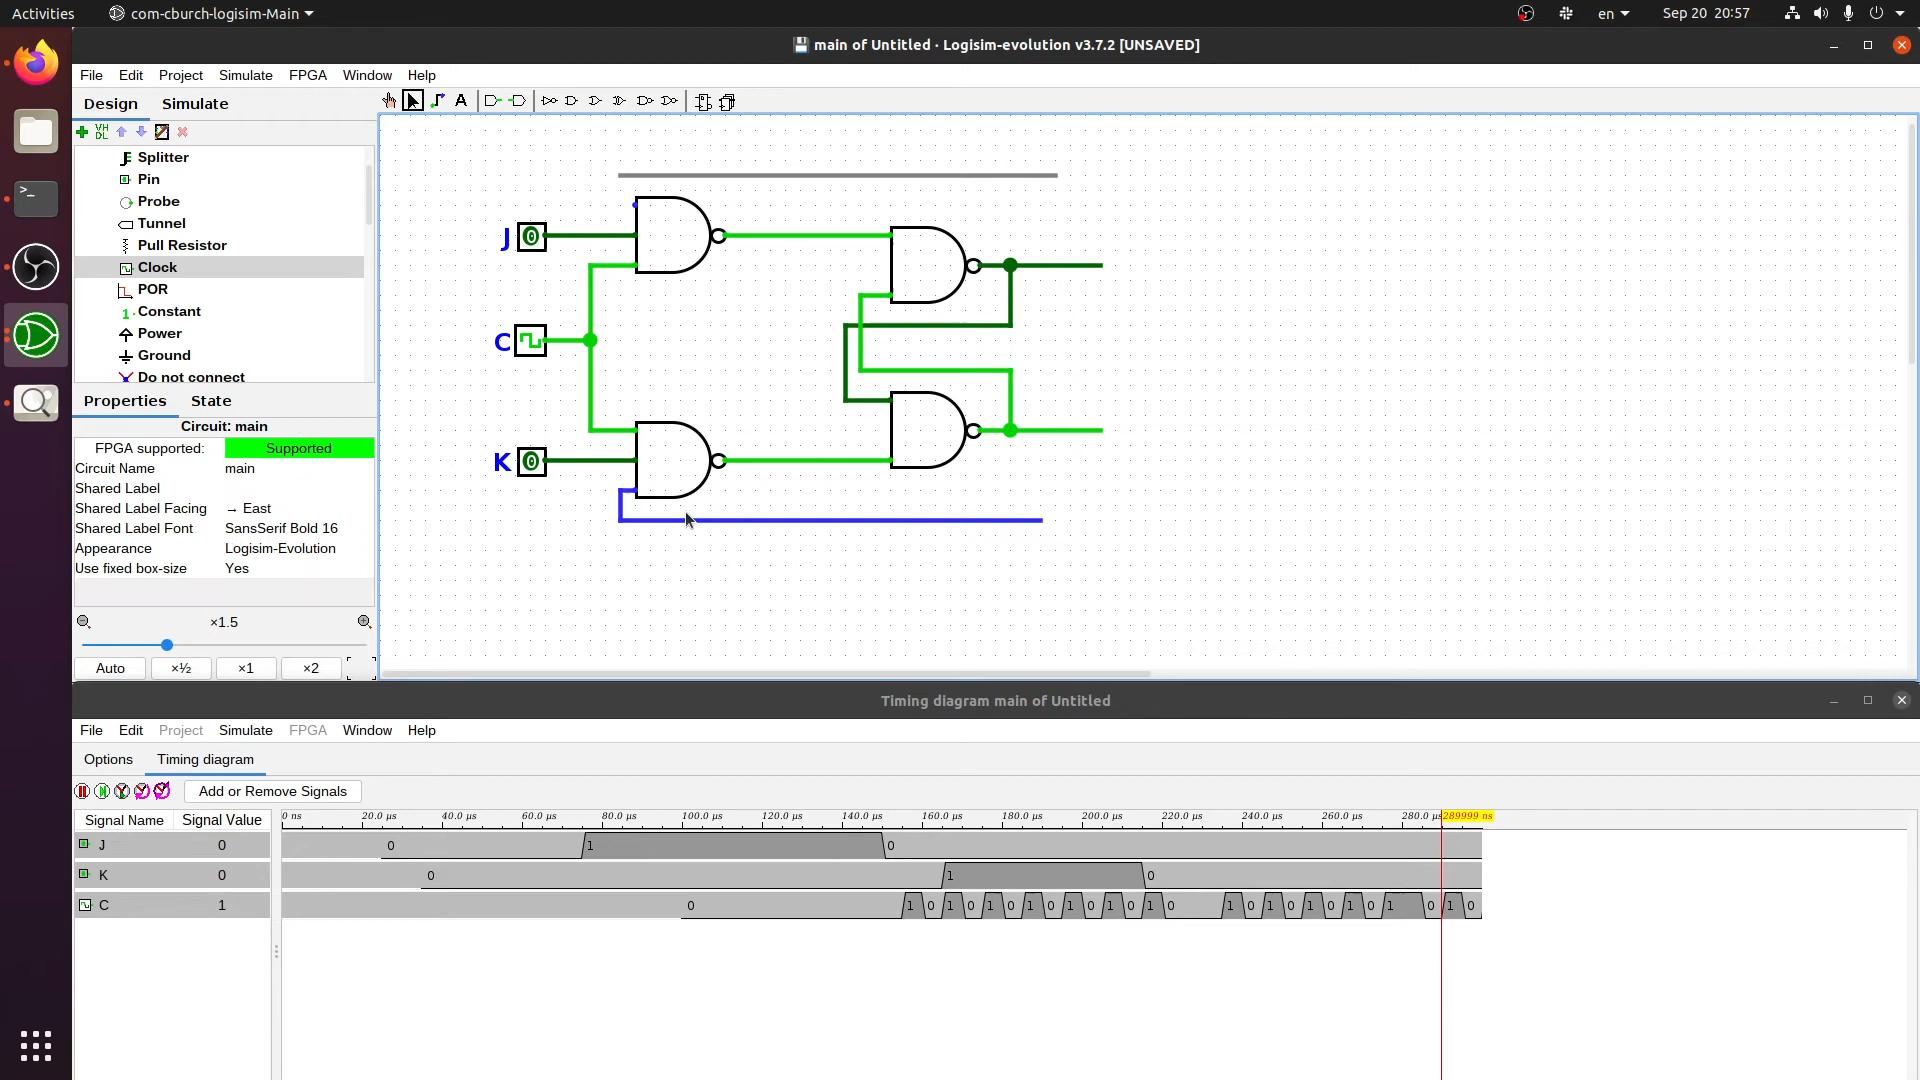 Activities
com-cburch-logisim-Main
en
Sep 20 20:57
main of Untitled · Logisim-evolution v3.7.2 [UNSAVED]
File Edit Project Simulate FPGA Window Help
Design Simulate
VH
DL
Splitter
Pin
Probe
Tunnel
Pull Resistor
Clock
POR
Constant
Power
Ground
Do not connect
Properties State
Circuit: main
FPGA supported: Supported
Circuit Name main
Shared Label
Shared Label Facing → East
Shared Label Font SansSerif Bold 16
Appearance Logisim-Evolution
Use fixed box-size Yes
×1.5
Auto ×½ ×1 ×2
A
J 0
C
K 0
Timing diagram main of Untitled
File Edit Project Simulate FPGA Window Help
Options Timing diagram
Add or Remove Signals
Signal Name Signal Value
0 ns 20.0 µs 40.0 µs 60.0 µs 80.0 µs 100.0 µs 120.0 µs 140.0 µs 160.0 µs 180.0 µs 200.0 µs 220.0 µs 240.0 µs 260.0 µs 280.0 µs 289999 ns
J 0 0 1 0
K 0 0 1 0
C 1 0 1 0 1 0 1 0 1 0 1 0 1 0 1 0 1 0 1 0 1 0 1 0 1 0 1 0